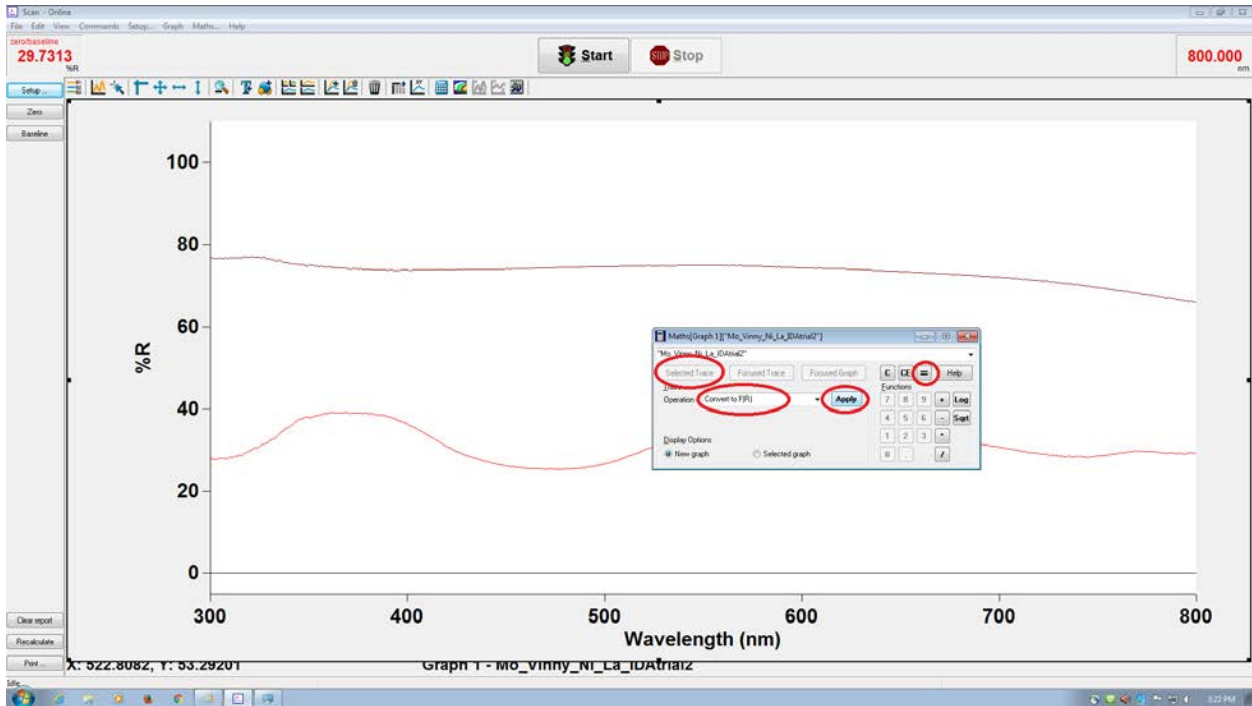 Scan - Online
File Edit View Commands Setup... Graph Maths... Help
zero/baseline
29.7313
%R
Start
Stop
800.000
nm
Setup ...
Zero
Baseline
100
80
60
40
20
0
%R
300 400 500 600 700 800
Wavelength (nm)
Maths[Graph 1]["Mo_Vinny_Ni_La_IDAtrial2"]
"Mo_Vinny_Ni_La_IDAtrial2"
Selected Trace Focused Trace Focused Graph C CE = Help
Functions
Operation Convert to F(R) Apply 7 8 9 + Log
4 5 6 - Sqrt
Display Options 1 2 3 *
New graph Selected graph 0 . /
Clear report
Recalculate
Print ...
X: 522.8082, Y: 53.29201 Graph 1 - Mo_Vinny_Ni_La_IDAtrial2
Idle
3:22 PM